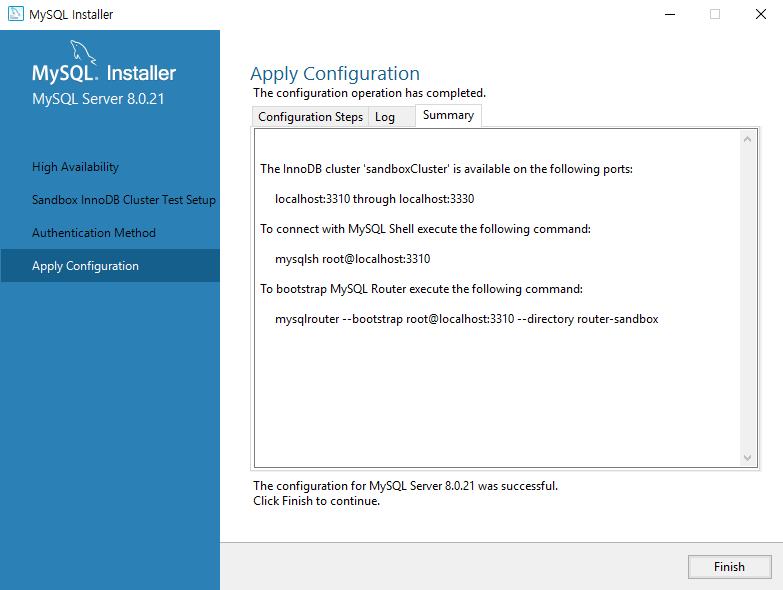 MySQL Installer
MySQL. Installer
MySQL Server 8.0.21
High Availability
Sandbox InnoDB Cluster Test Setup
Authentication Method
Apply Configuration
Apply Configuration
The configuration operation has completed.
Configuration Steps Log Summary
The InnoDB cluster 'sandboxCluster' is available on the following ports:
localhost:3310 through localhost:3330
To connect with MySQL Shell execute the following command:
mysqlsh root@localhost:3310
To bootstrap MySQL Router execute the following command:
mysqlrouter --bootstrap root@localhost:3310 --directory router-sandbox
The configuration for MySQL Server 8.0.21 was successful.
Click Finish to continue.
Finish